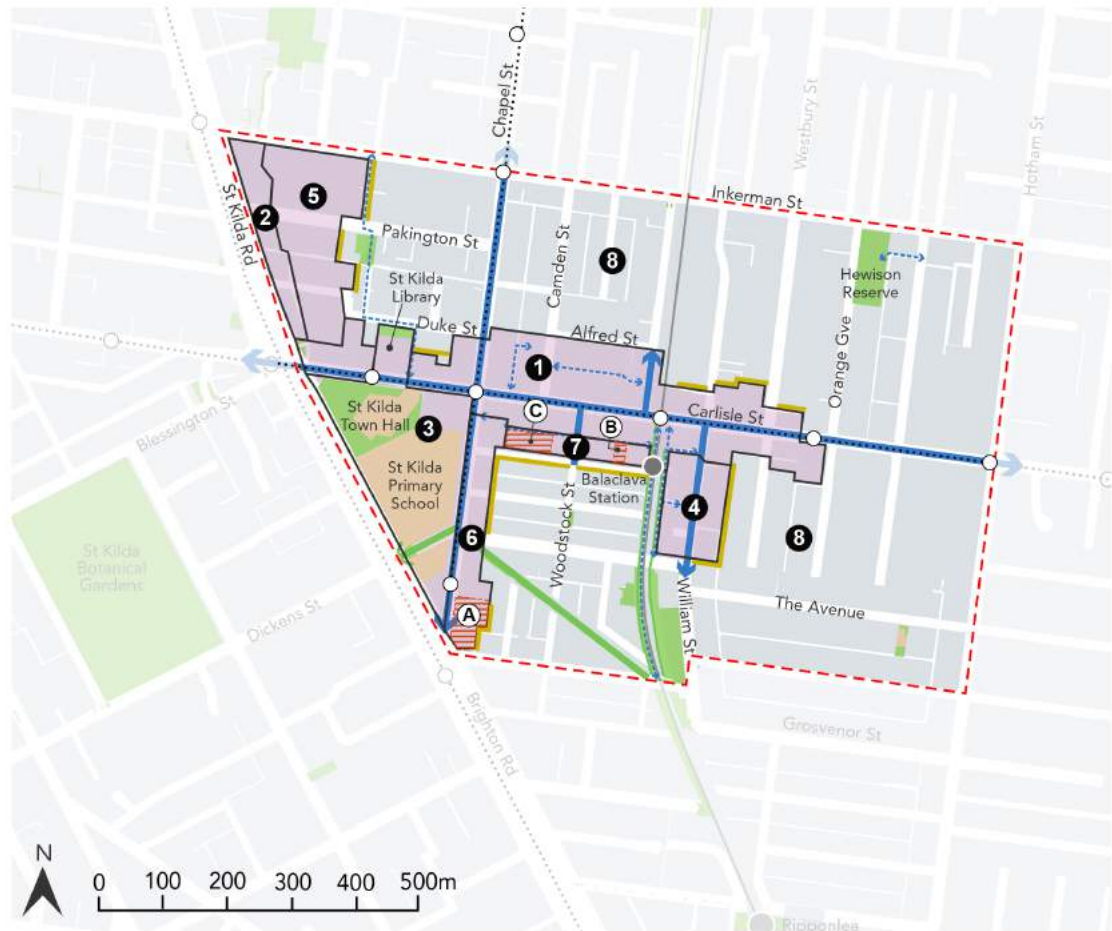 Chapel St
Westbury St
Hotham St
Inkerman St
5
2
St Kilda Rd
Pakington St
Camden St
8
Hewison
Reserve
St Kilda
Library
Duke St
Alfred St
Orange Gve
1
Carlisle St
Blessington St
St Kilda
Town Hall
3
C
B
7
St Kilda
Primary
School
Balaclava
Station
4
8
St Kilda
Botanical
Gardens
6
Woodstock St
William St
The Avenue
Dickens St
A
Brighton Rd
Grosvenor St
N
0 100 200 300 400 500m
Ripponlea